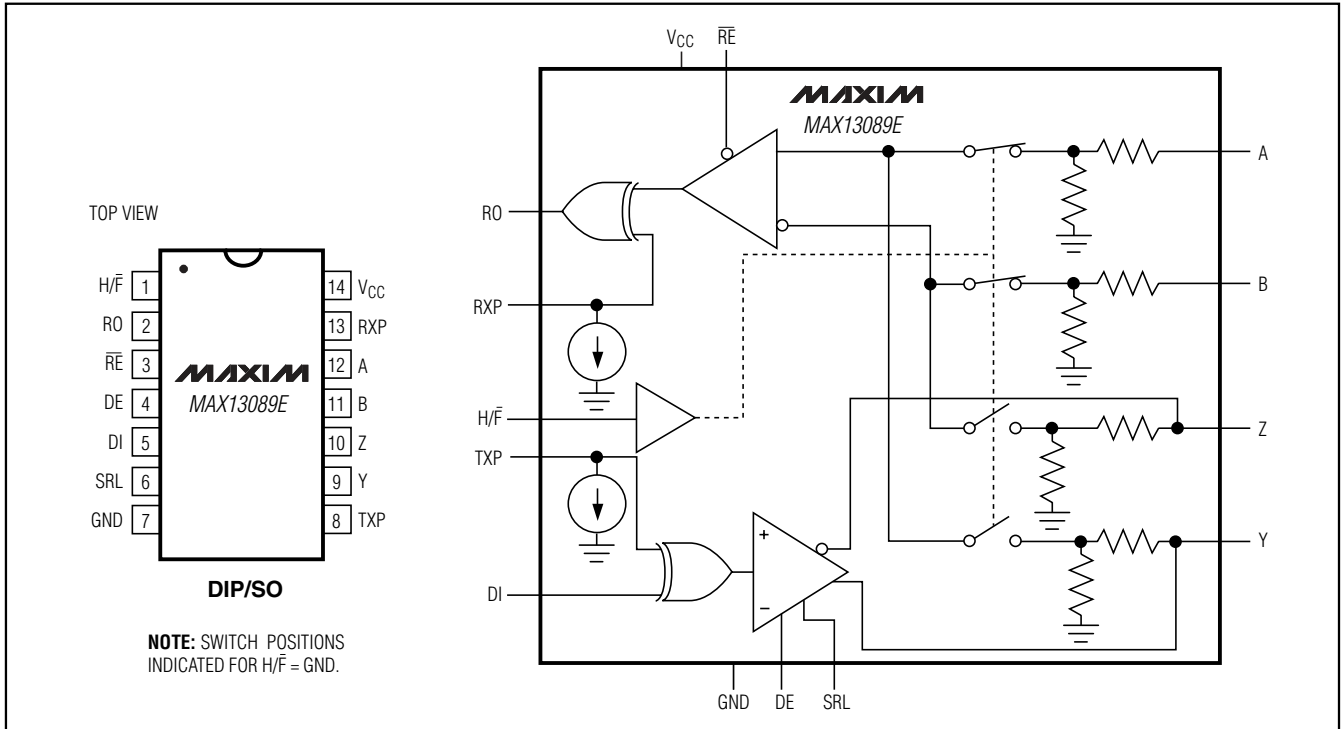 TOP VIEW
H/F̅ 1
RO 2
R̅E̅ 3
DE 4
DI 5
SRL 6
GND 7
14 VCC
13 RXP
12 A
11 B
10 Z
9 Y
8 TXP
MAXIM
MAX13089E
DIP/SO
NOTE: SWITCH POSITIONS
INDICATED FOR H/F̅ = GND.
VCC R̅E̅
MAXIM
MAX13089E
RO
RXP
H/F̅
TXP
DI
+
−
A
B
Z
Y
GND DE SRL